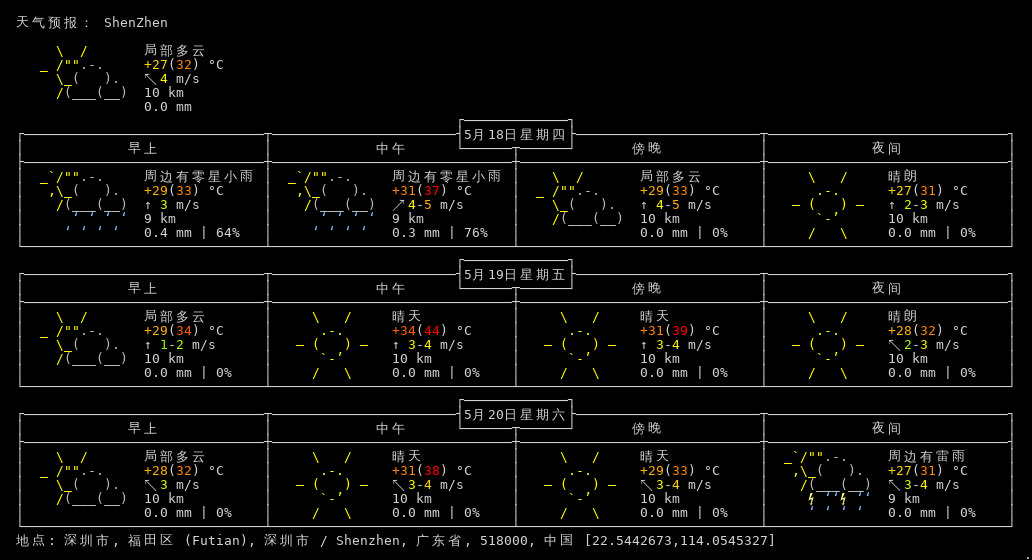 天气预报： ShenZhen
局部多云
+27(32) °C
↖ 4 m/s
10 km
0.0 mm
5月18日星期四
早上 中午 傍晚 夜间
周边有零星小雨 周边有零星小雨 局部多云 晴朗
+29(33) °C +31(37) °C +29(33) °C +27(31) °C
↑ 3 m/s ↗ 4-5 m/s ↑ 4-5 m/s ↑ 2-3 m/s
9 km 9 km 10 km 10 km
0.4 mm | 64% 0.3 mm | 76% 0.0 mm | 0% 0.0 mm | 0%
5月19日星期五
早上 中午 傍晚 夜间
局部多云 晴天 晴天 晴朗
+29(34) °C +34(44) °C +31(39) °C +28(32) °C
↑ 1-2 m/s ↑ 3-4 m/s ↑ 3-4 m/s ↖ 2-3 m/s
10 km 10 km 10 km 10 km
0.0 mm | 0% 0.0 mm | 0% 0.0 mm | 0% 0.0 mm | 0%
5月20日星期六
早上 中午 傍晚 夜间
局部多云 晴天 晴天 周边有雷雨
+28(32) °C +31(38) °C +29(33) °C +27(31) °C
↖ 3 m/s ↖ 3-4 m/s ↖ 3-4 m/s ↖ 3-4 m/s
10 km 10 km 10 km 9 km
0.0 mm | 0% 0.0 mm | 0% 0.0 mm | 0% 0.0 mm | 0%
地点: 深圳市, 福田区 (Futian), 深圳市 / Shenzhen, 广东省, 518000, 中国 [22.5442673,114.0545327]